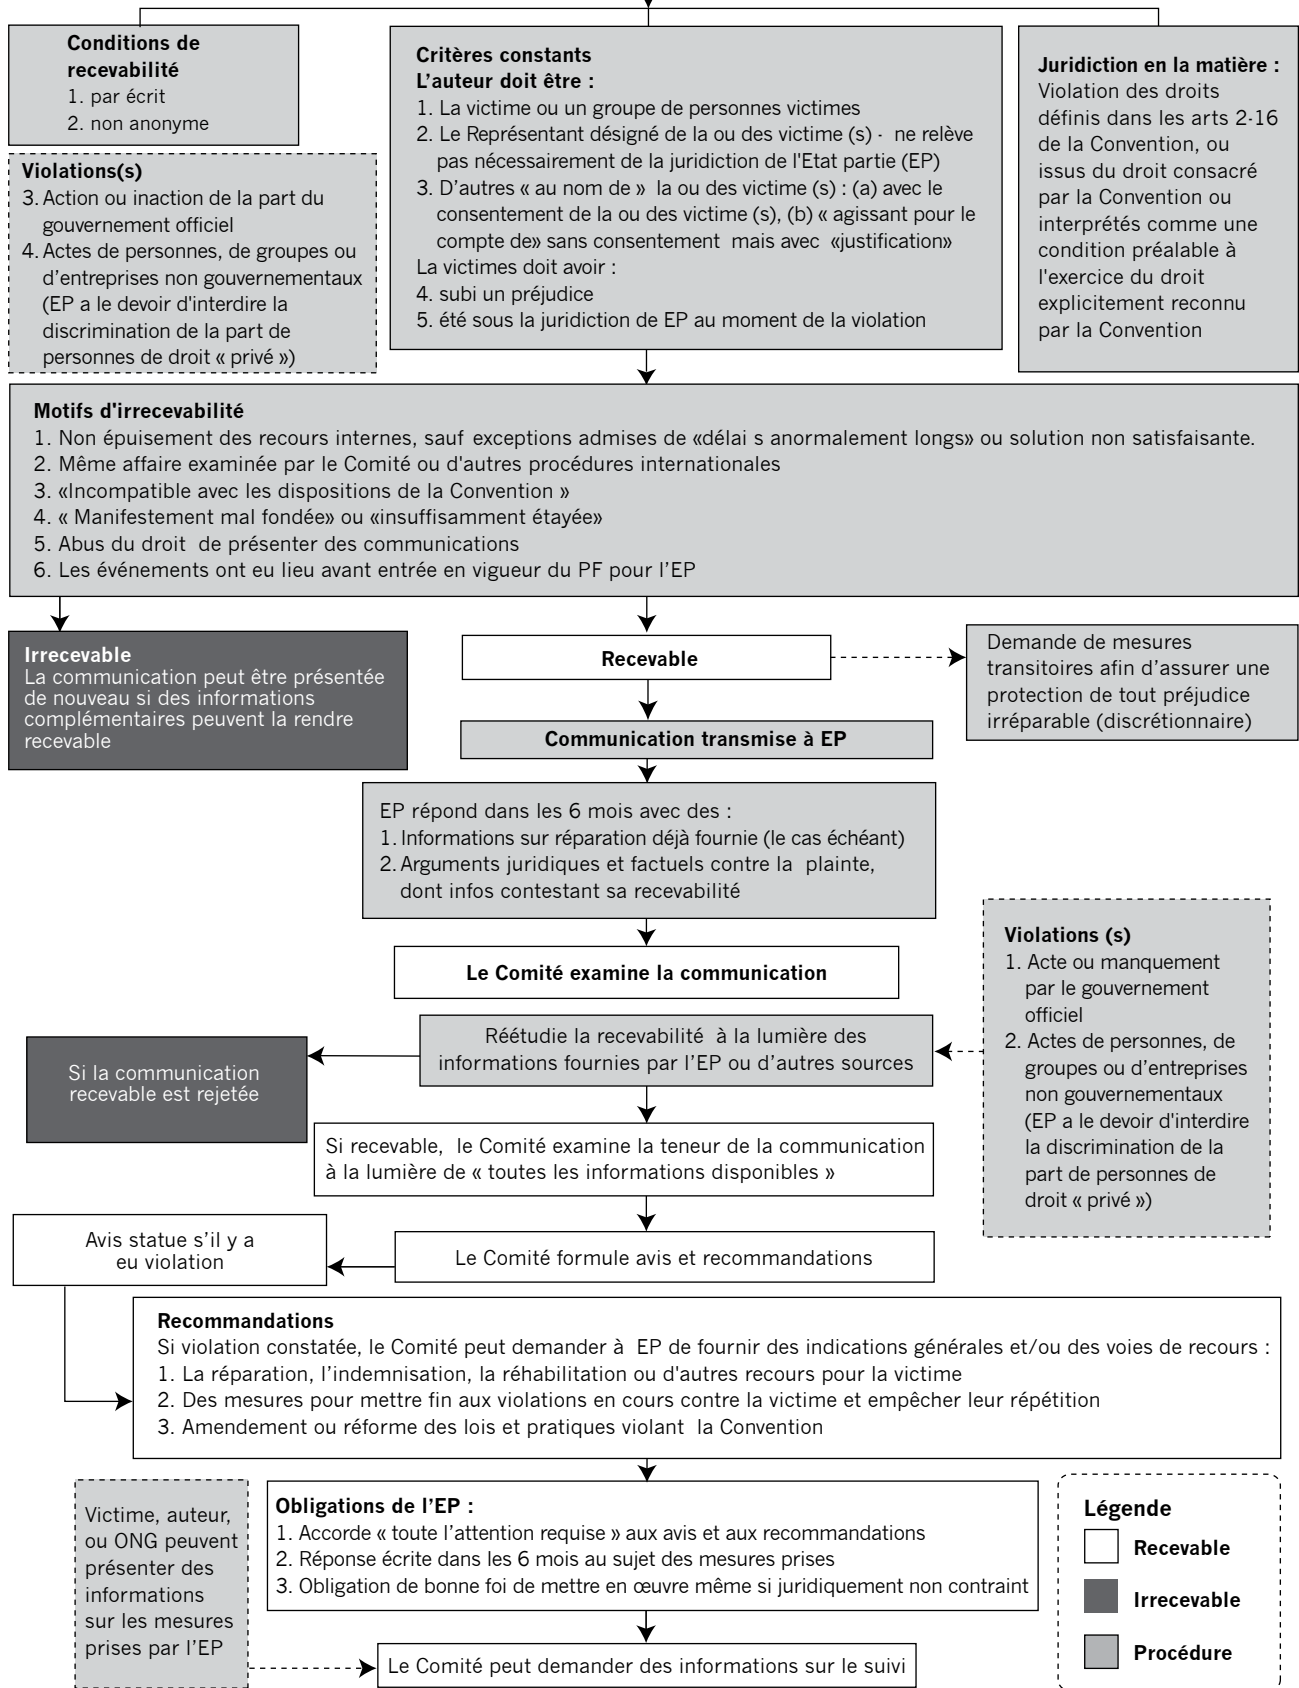 Conditions de
recevabilité
1. par écrit
2. non anonyme
Violations(s)
3. Action ou inaction de la part du
gouvernement officiel
4. Actes de personnes, de groupes ou
d’entreprises non gouvernementaux
(EP a le devoir d'interdire la
discrimination de la part de
personnes de droit « privé »)
Critères constants
L’auteur doit être :
1. La victime ou un groupe de personnes victimes
2. Le Représentant désigné de la ou des victime (s) - ne relève
pas nécessairement de la juridiction de l'Etat partie (EP)
3. D’autres « au nom de » la ou des victime (s) : (a) avec le
consentement de la ou des victime (s), (b) « agissant pour le
compte de» sans consentement mais avec «justification»
La victimes doit avoir :
4. subi un préjudice
5. été sous la juridiction de EP au moment de la violation
Juridiction en la matière :
Violation des droits
définis dans les arts 2-16
de la Convention, ou
issus du droit consacré
par la Convention ou
interprétés comme une
condition préalable à
l'exercice du droit
explicitement reconnu
par la Convention
Motifs d'irrecevabilité
1. Non épuisement des recours internes, sauf exceptions admises de «délai s anormalement longs» ou solution non satisfaisante.
2. Même affaire examinée par le Comité ou d'autres procédures internationales
3. «Incompatible avec les dispositions de la Convention »
4. « Manifestement mal fondée» ou «insuffisamment étayée»
5. Abus du droit de présenter des communications
6. Les événements ont eu lieu avant entrée en vigueur du PF pour l’EP
Irrecevable
La communication peut être présentée
de nouveau si des informations
complémentaires peuvent la rendre
recevable
Recevable
Demande de mesures
transitoires afin d’assurer une
protection de tout préjudice
irréparable (discrétionnaire)
Communication transmise à EP
EP répond dans les 6 mois avec des :
1. Informations sur réparation déjà fournie (le cas échéant)
2. Arguments juridiques et factuels contre la plainte,
dont infos contestant sa recevabilité
Le Comité examine la communication
Violations (s)
1. Acte ou manquement
par le gouvernement
officiel
2. Actes de personnes, de
groupes ou d’entreprises
non gouvernementaux
(EP a le devoir d'interdire
la discrimination de la
part de personnes de
droit « privé »)
Réétudie la recevabilité à la lumière des
informations fournies par l’EP ou d’autres sources
Si la communication
recevable est rejetée
Si recevable, le Comité examine la teneur de la communication
à la lumière de « toutes les informations disponibles »
Le Comité formule avis et recommandations
Avis statue s’il y a
eu violation
Recommandations
Si violation constatée, le Comité peut demander à EP de fournir des indications générales et/ou des voies de recours :
1. La réparation, l’indemnisation, la réhabilitation ou d'autres recours pour la victime
2. Des mesures pour mettre fin aux violations en cours contre la victime et empêcher leur répétition
3. Amendement ou réforme des lois et pratiques violant la Convention
Victime, auteur,
ou ONG peuvent
présenter des
informations
sur les mesures
prises par l’EP
Obligations de l’EP :
1. Accorde « toute l’attention requise » aux avis et aux recommandations
2. Réponse écrite dans les 6 mois au sujet des mesures prises
3. Obligation de bonne foi de mettre en œuvre même si juridiquement non contraint
Le Comité peut demander des informations sur le suivi
Légende
Recevable
Irrecevable
Procédure